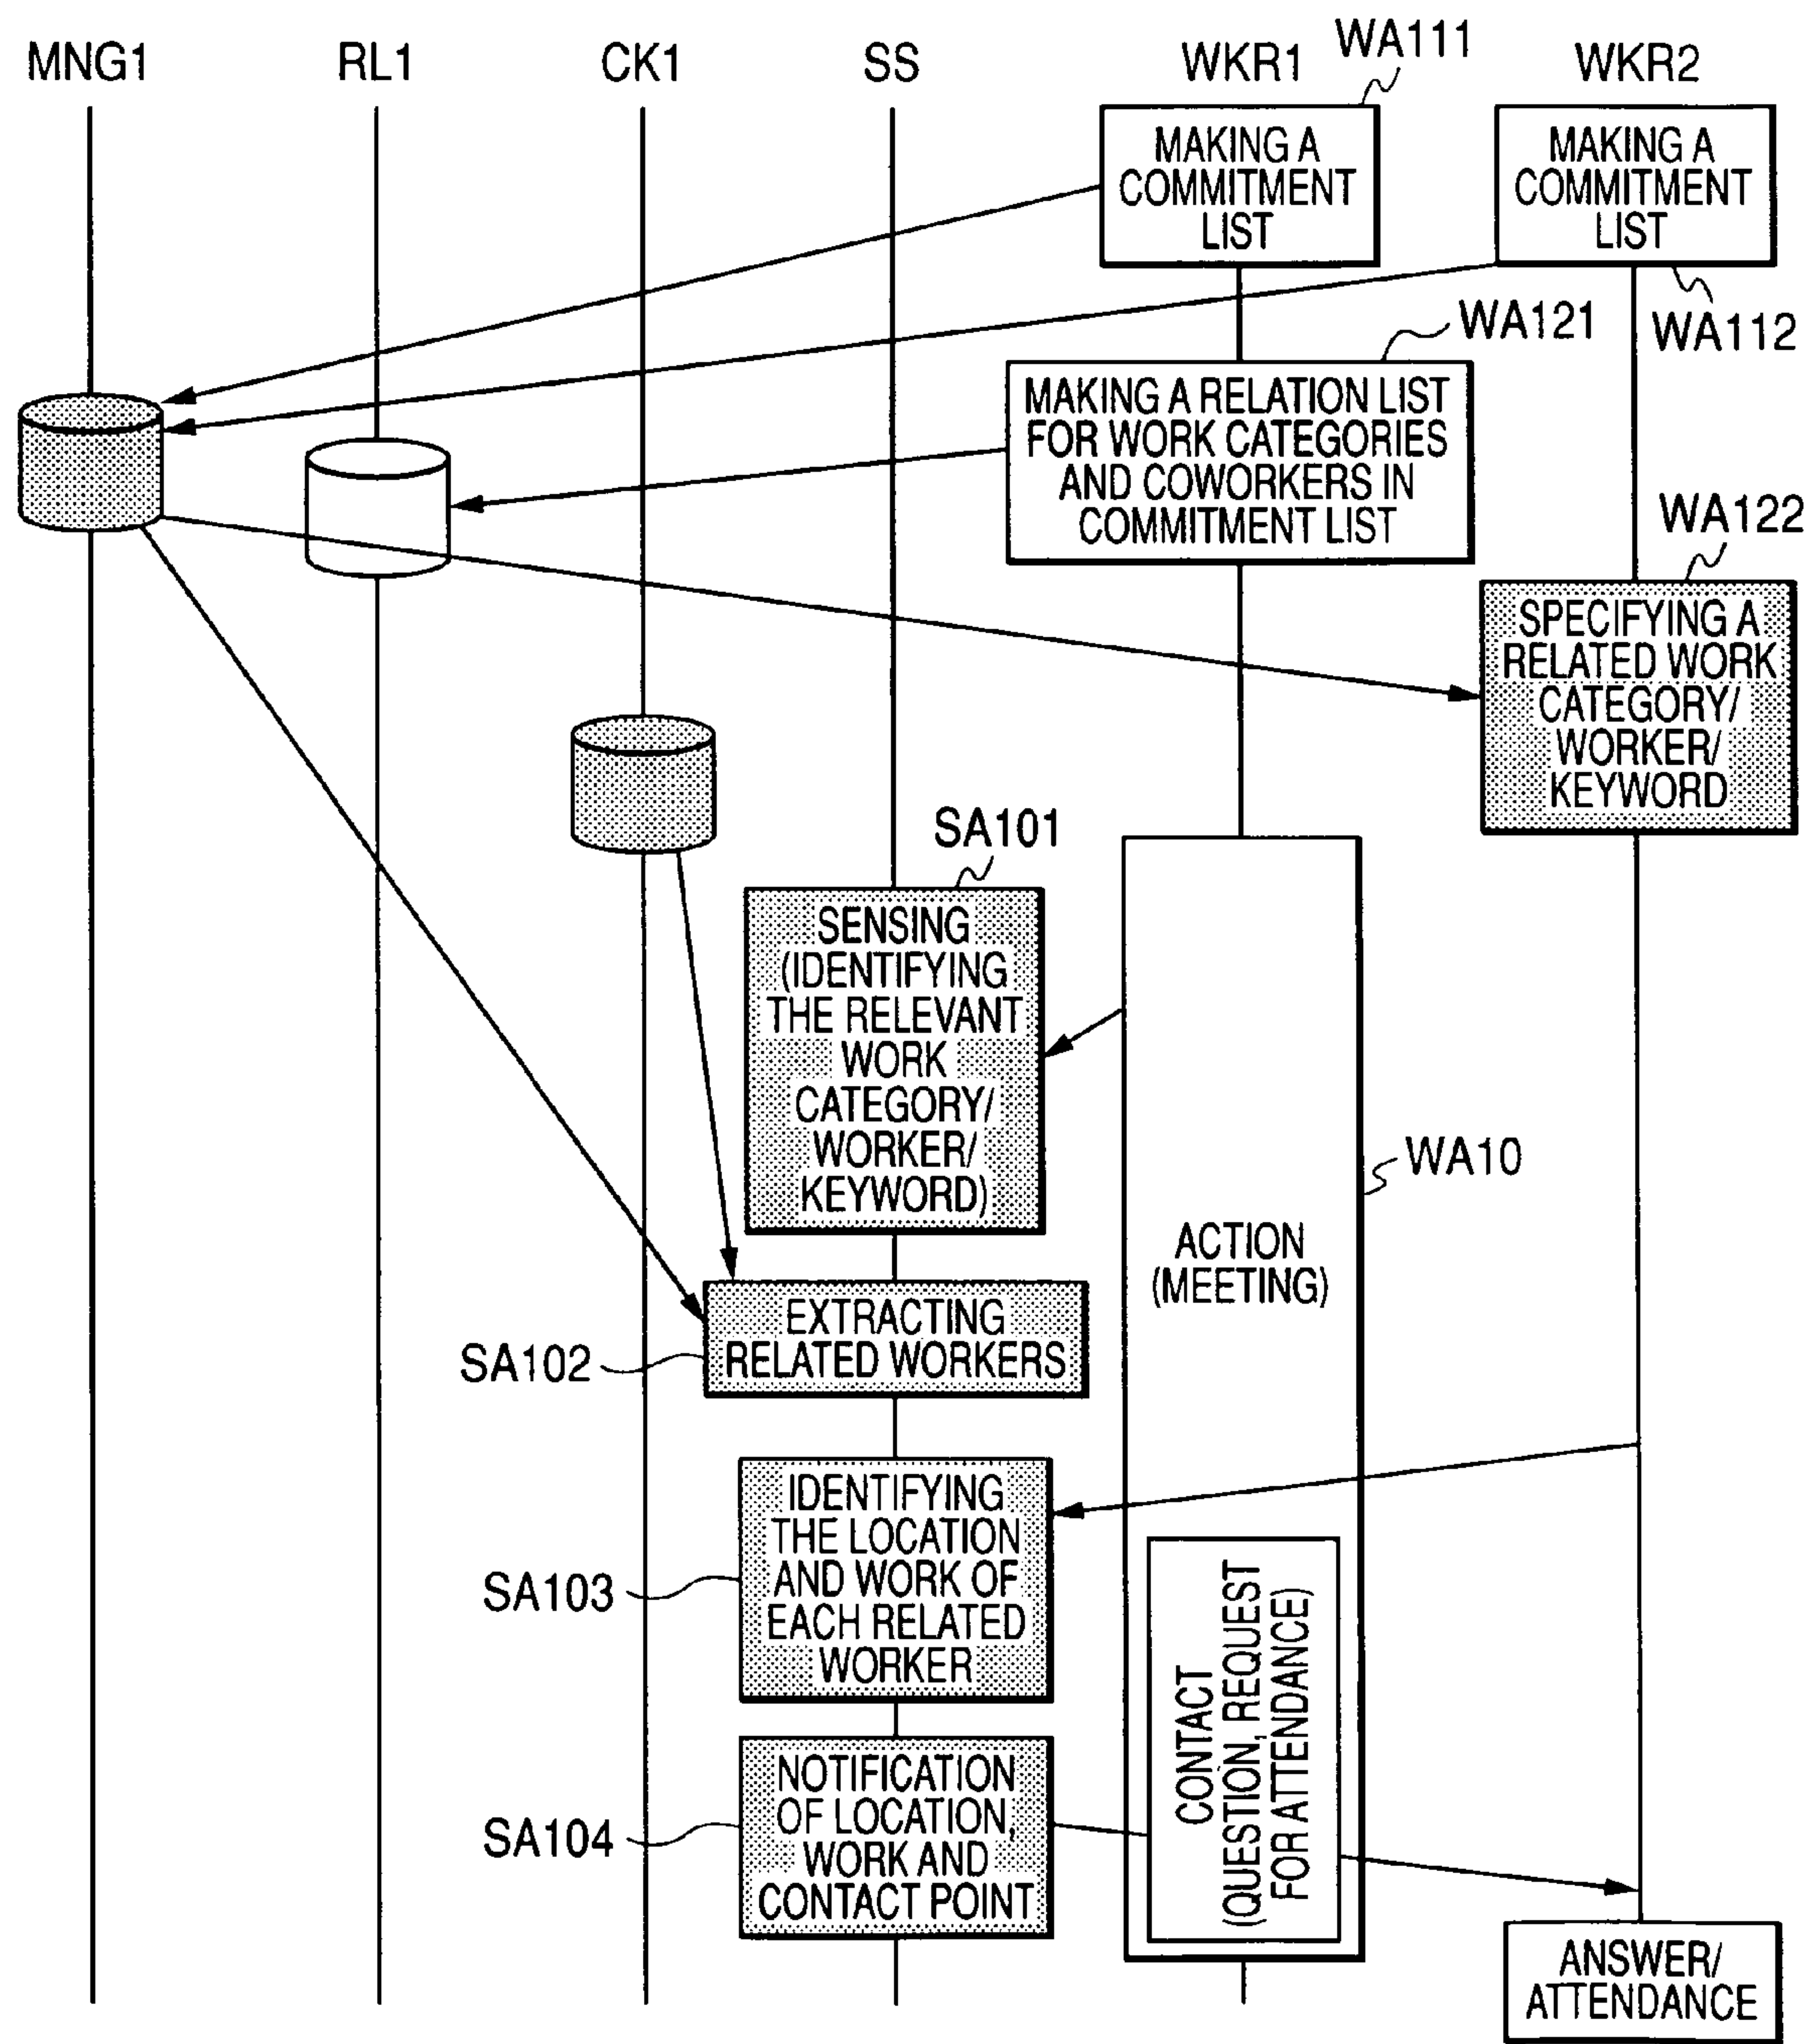 MNG1
RL1
CK1
SS
WKR1
WA111
WKR2
MAKING A
COMMITMENT
LIST
MAKING A
COMMITMENT
LIST
WA121
WA112
MAKING A RELATION LIST
FOR WORK CATEGORIES
AND COWORKERS IN
COMMITMENT LIST
WA122
SPECIFYING A
RELATED WORK
CATEGORY/
WORKER/
KEYWORD
SA101
SENSING
(IDENTIFYING
THE RELEVANT
WORK
CATEGORY/
WORKER/
KEYWORD)
WA10
ACTION
(MEETING)
EXTRACTING
RELATED WORKERS
SA102
IDENTIFYING
THE LOCATION
AND WORK OF
EACH RELATED
WORKER
SA103
CONTACT
(QUESTION, REQUEST
FOR ATTENDANCE)
NOTIFICATION
OF LOCATION,
WORK AND
CONTACT POINT
SA104
ANSWER/
ATTENDANCE